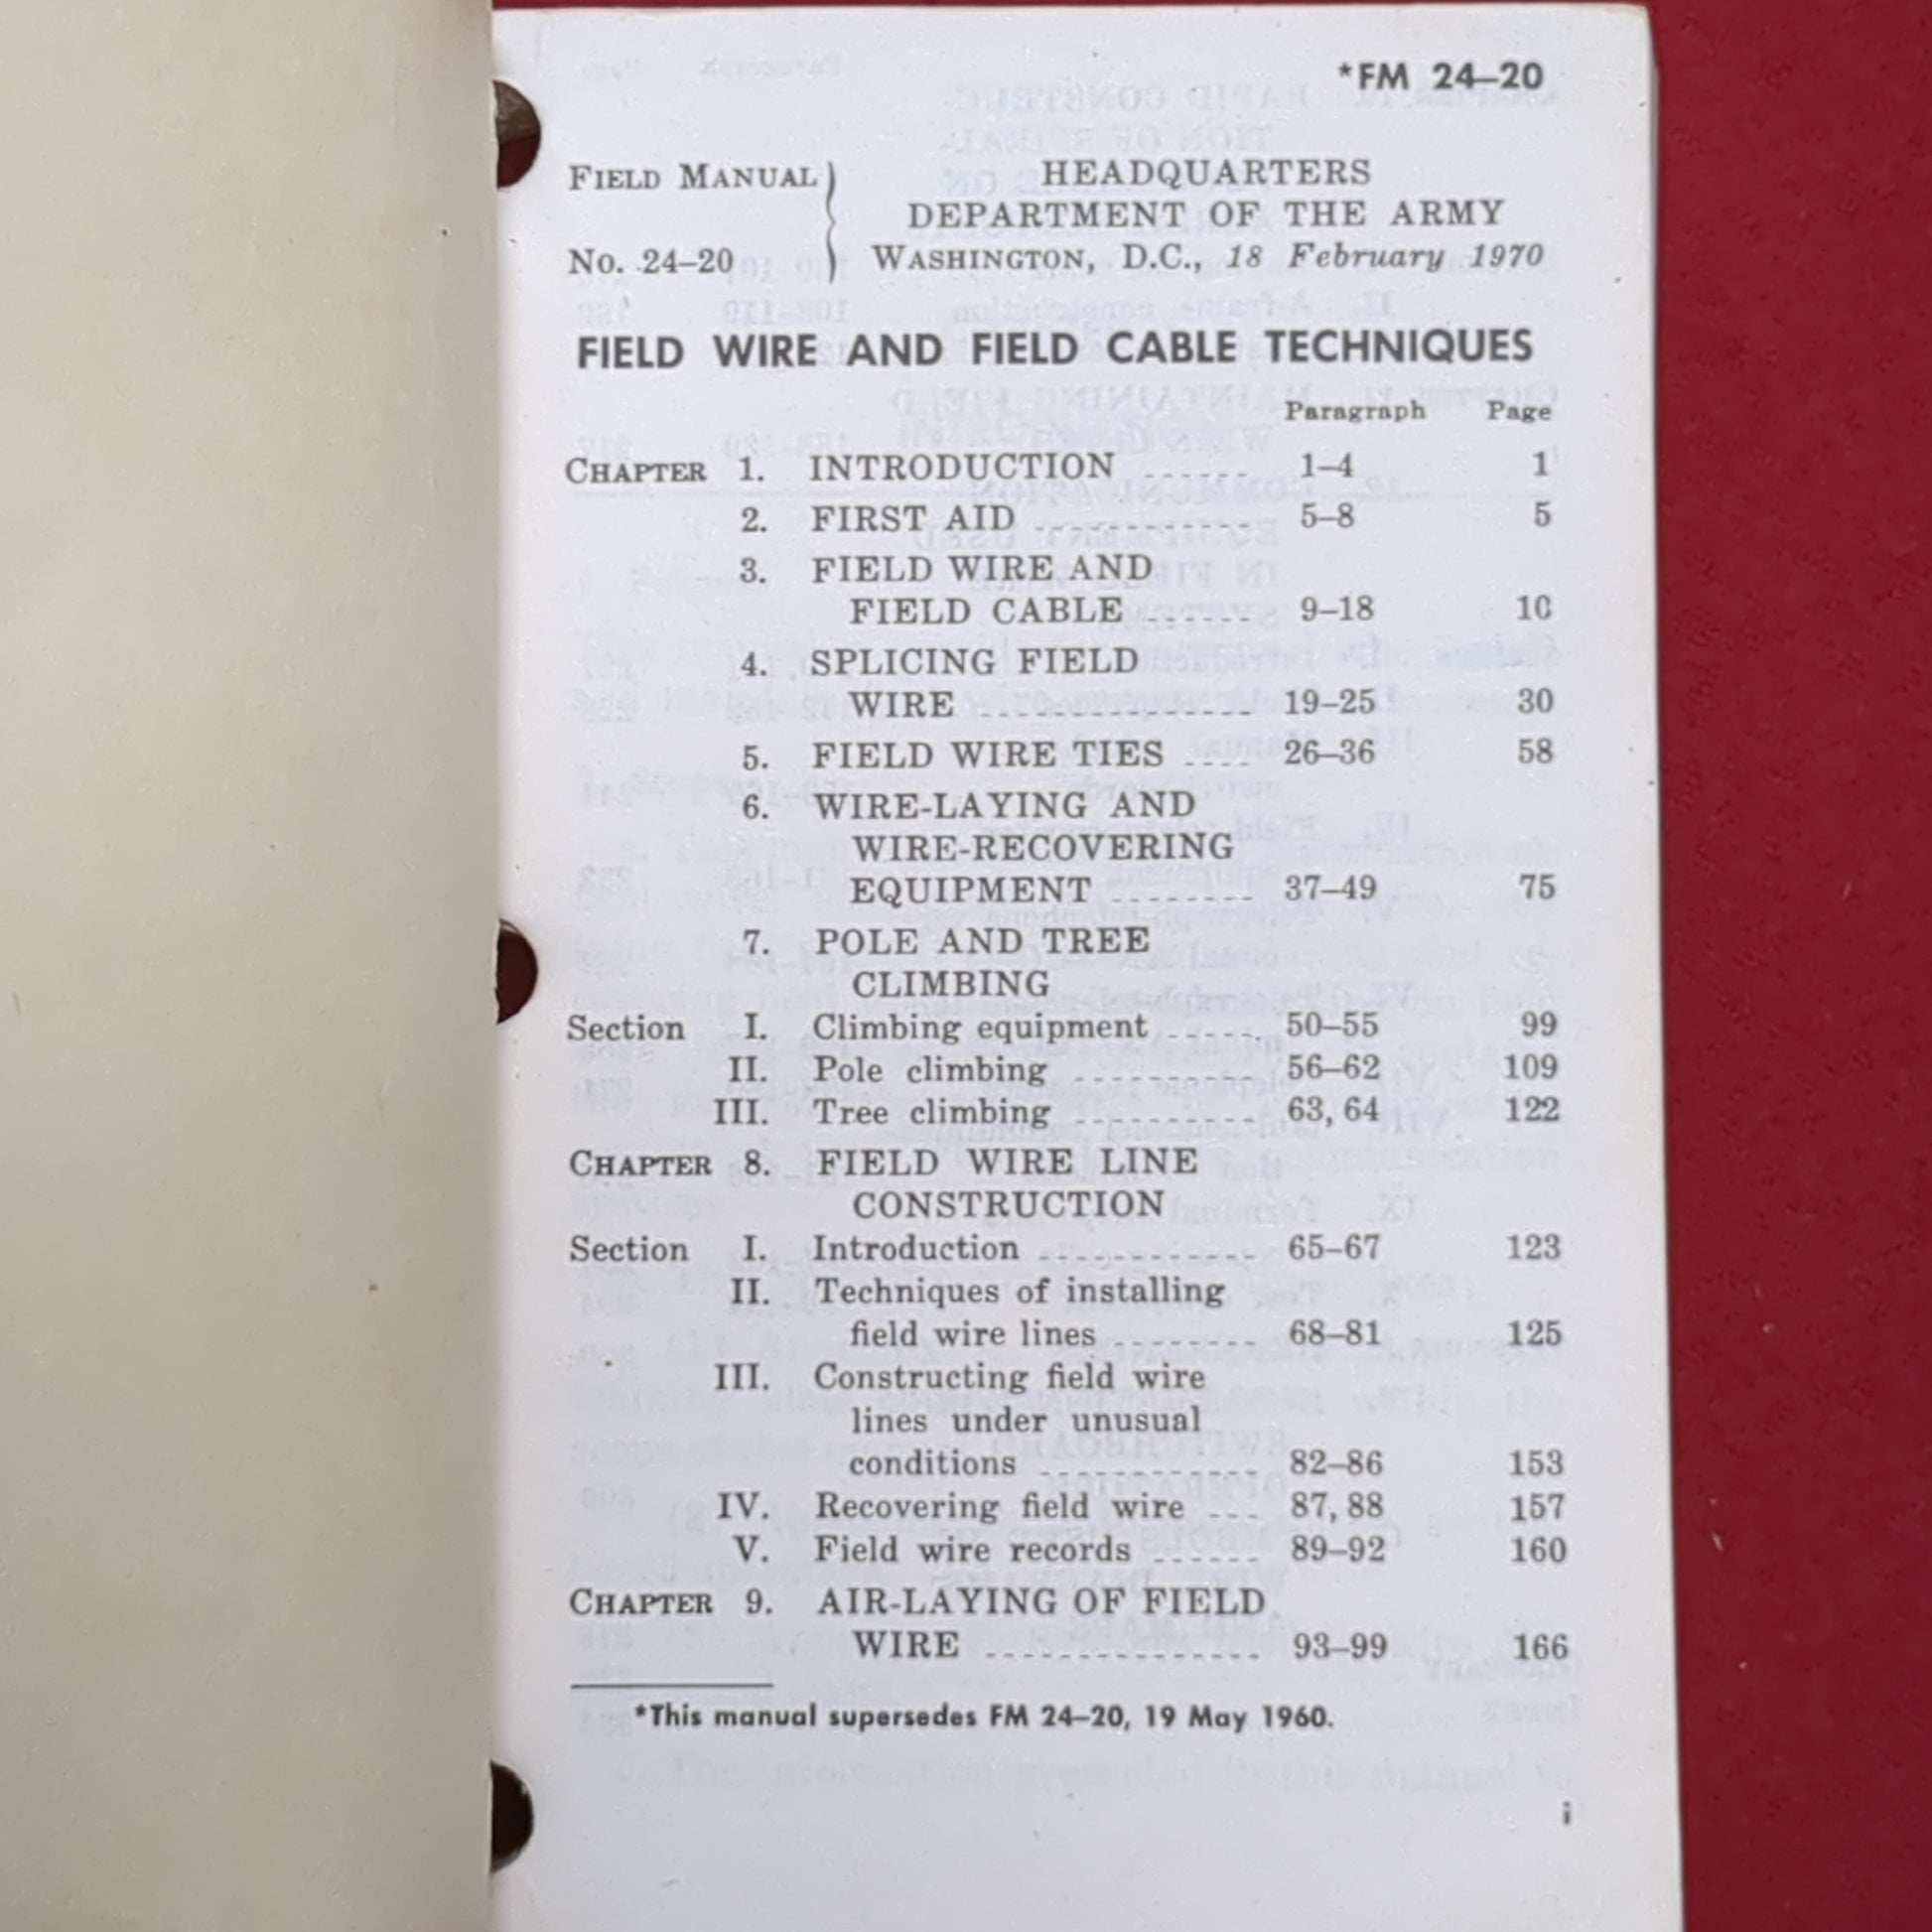 *FM 24–20
FIELD MANUAL
No. 24–20
HEADQUARTERS
DEPARTMENT OF THE ARMY
WASHINGTON, D.C., 18 February 1970
FIELD WIRE AND FIELD CABLE TECHNIQUES
Paragraph Page
CHAPTER 1. INTRODUCTION ------ 1–4 1
2. FIRST AID ------------ 5–8 5
3. FIELD WIRE AND
FIELD CABLE ------ 9–18 10
4. SPLICING FIELD
WIRE --------------- 19–25 30
5. FIELD WIRE TIES ---- 26–36 58
6. WIRE-LAYING AND
WIRE-RECOVERING
EQUIPMENT -------- 37–49 75
7. POLE AND TREE
CLIMBING
Section I. Climbing equipment ------ 50–55 99
II. Pole climbing ------------ 56–62 109
III. Tree climbing ------------ 63, 64 122
CHAPTER 8. FIELD WIRE LINE
CONSTRUCTION
Section I. Introduction ------------- 65–67 123
II. Techniques of installing
field wire lines -------- 68–81 125
III. Constructing field wire
lines under unusual
conditions ------------- 82–86 153
IV. Recovering field wire --- 87, 88 157
V. Field wire records ------ 89–92 160
CHAPTER 9. AIR-LAYING OF FIELD
WIRE ---------------- 93–99 166
*This manual supersedes FM 24–20, 19 May 1960.
i